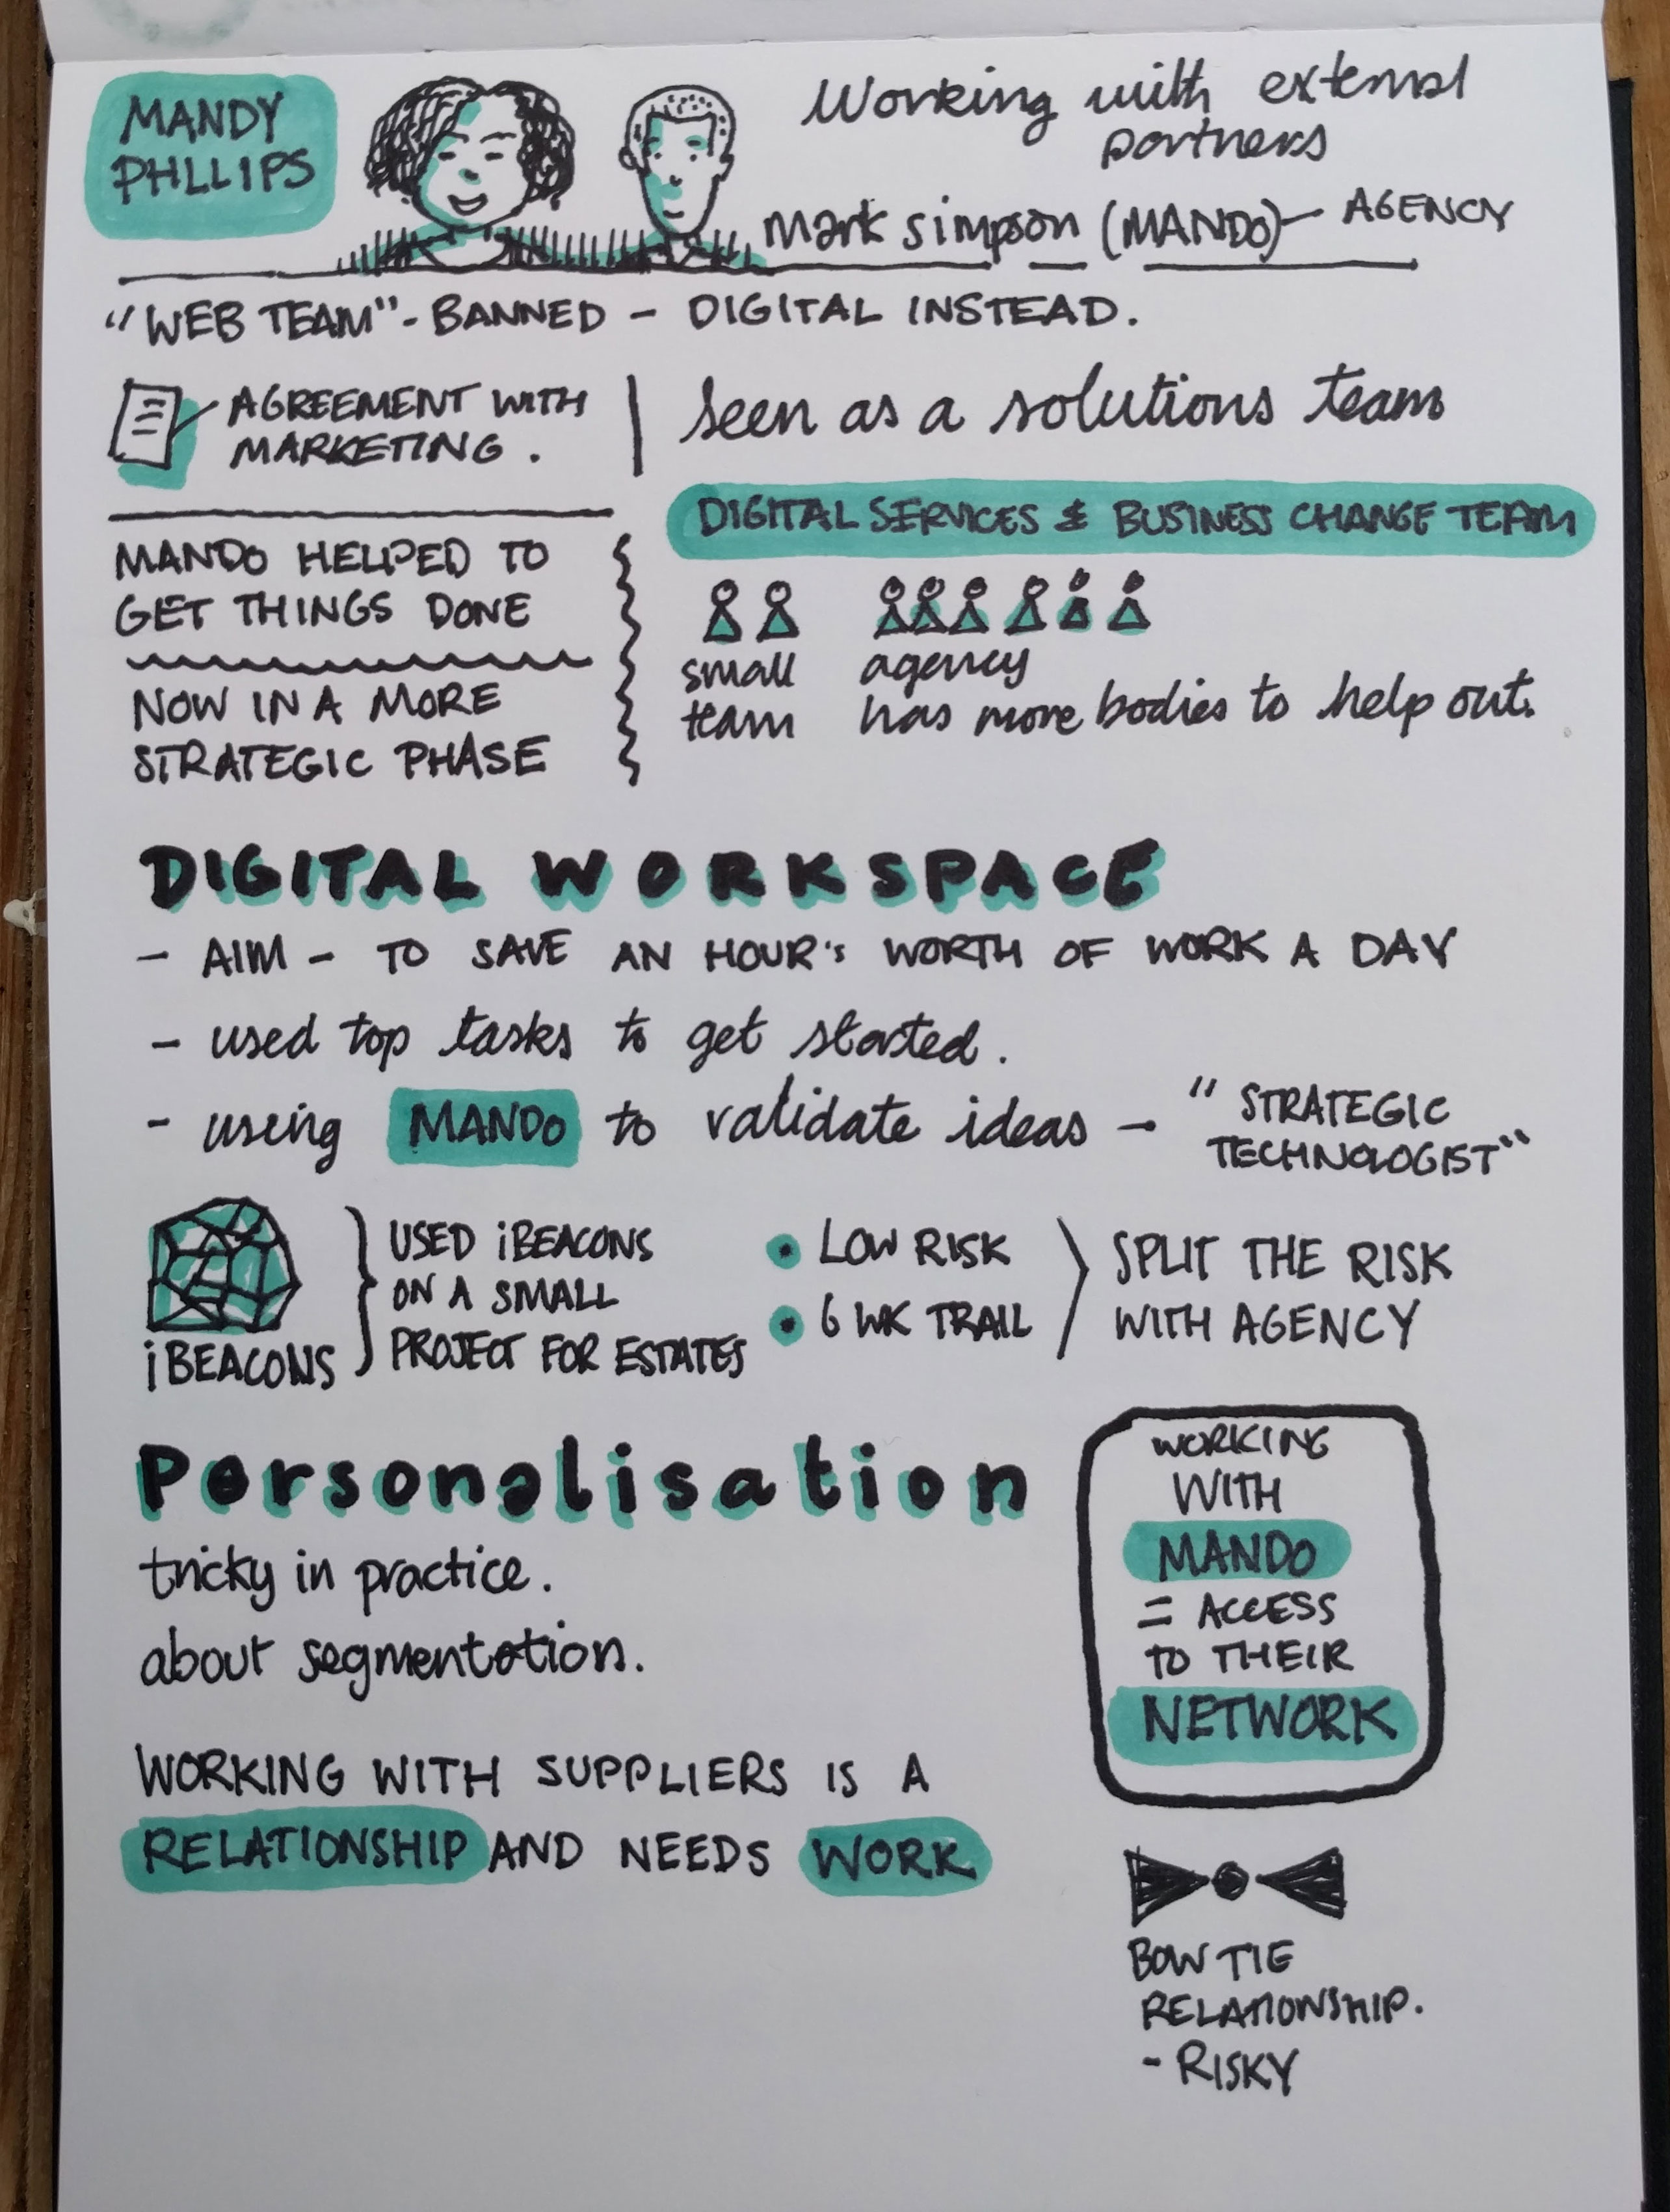 MANDY
PHLLIPS
Working with external
partners
Mark Simpson (MANDO) - AGENCY
"WEB TEAM" - BANNED - DIGITAL INSTEAD.
AGREEMENT WITH
MARKETING.
seen as a solutions team
DIGITAL SERVICES & BUSINESS CHANGE TEAM
MANDO HELPED TO
GET THINGS DONE
NOW IN A MORE
STRATEGIC PHASE
small
team
agency
has more bodies to help out.
DIGITAL WORKSPACE
- AIM - TO SAVE AN HOUR'S WORTH OF WORK A DAY
- used top tasks to get started.
- using MANDO to validate ideas - "STRATEGIC
TECHNOLOGIST"
iBEACONS
USED iBEACONS
ON A SMALL
PROJECT FOR ESTATES
• LOW RISK
• 6 WK TRAIL
SPLIT THE RISK
WITH AGENCY
Personalisation
tricky in practice.
about segmentation.
WORKING
WITH
MANDO
= ACCESS
TO THEIR
NETWORK
WORKING WITH SUPPLIERS IS A
RELATIONSHIP AND NEEDS WORK
BOW TIE
RELATIONSHIP.
- RISKY